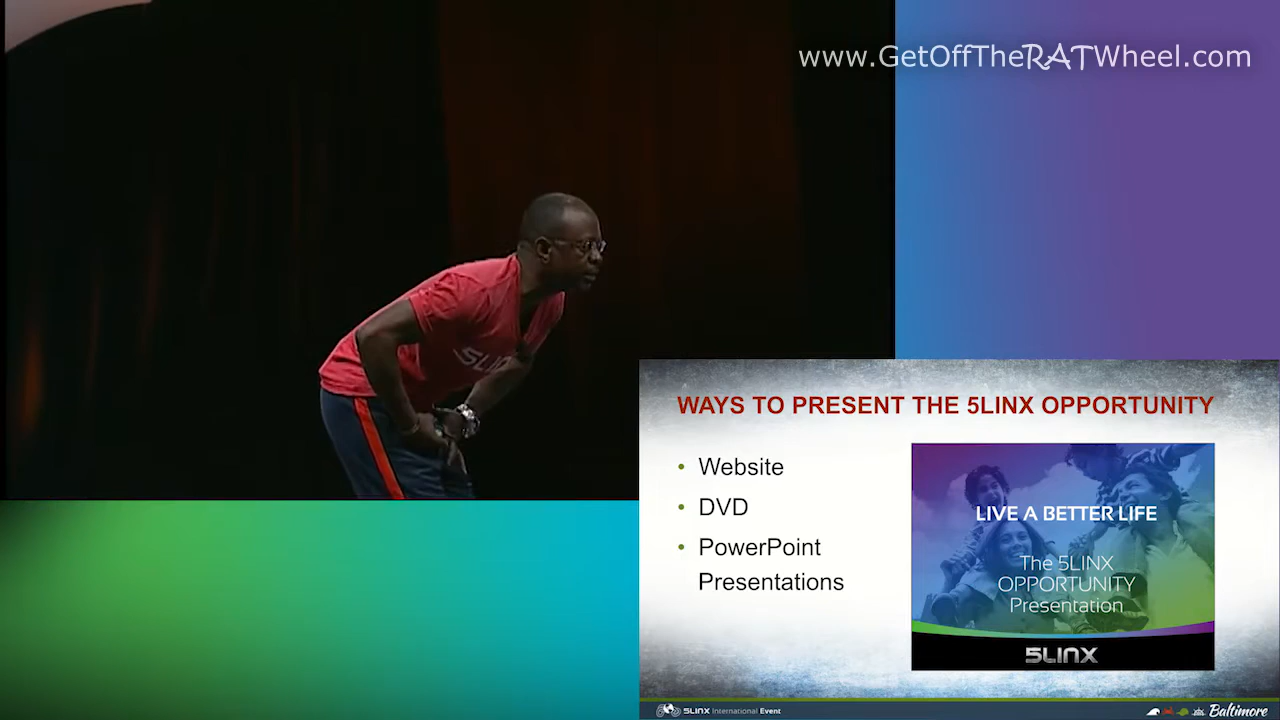 www.GetOffTheRATWheel.com
5LINX
WAYS TO PRESENT THE 5LINX OPPORTUNITY
• Website
• DVD
• PowerPoint
Presentations
LIVE A BETTER LIFE
The 5LINX
OPPORTUNITY
Presentation
5LINX
5LINX International Event
Baltimore